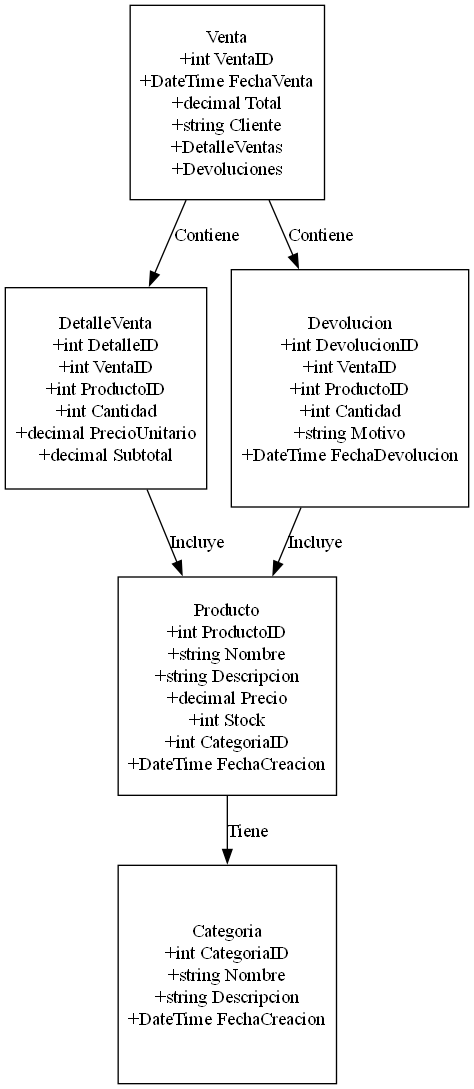 Venta
+int VentaID
+DateTime FechaVenta
+decimal Total
+string Cliente
+DetalleVentas
+Devoluciones
Contiene
Contiene
DetalleVenta
+int DetalleID
+int VentaID
+int ProductoID
+int Cantidad
+decimal PrecioUnitario
+decimal Subtotal
Devolucion
+int DevolucionID
+int VentaID
+int ProductoID
+int Cantidad
+string Motivo
+DateTime FechaDevolucion
Incluye
Incluye
Producto
+int ProductoID
+string Nombre
+string Descripcion
+decimal Precio
+int Stock
+int CategoriaID
+DateTime FechaCreacion
Tiene
Categoria
+int CategoriaID
+string Nombre
+string Descripcion
+DateTime FechaCreacion